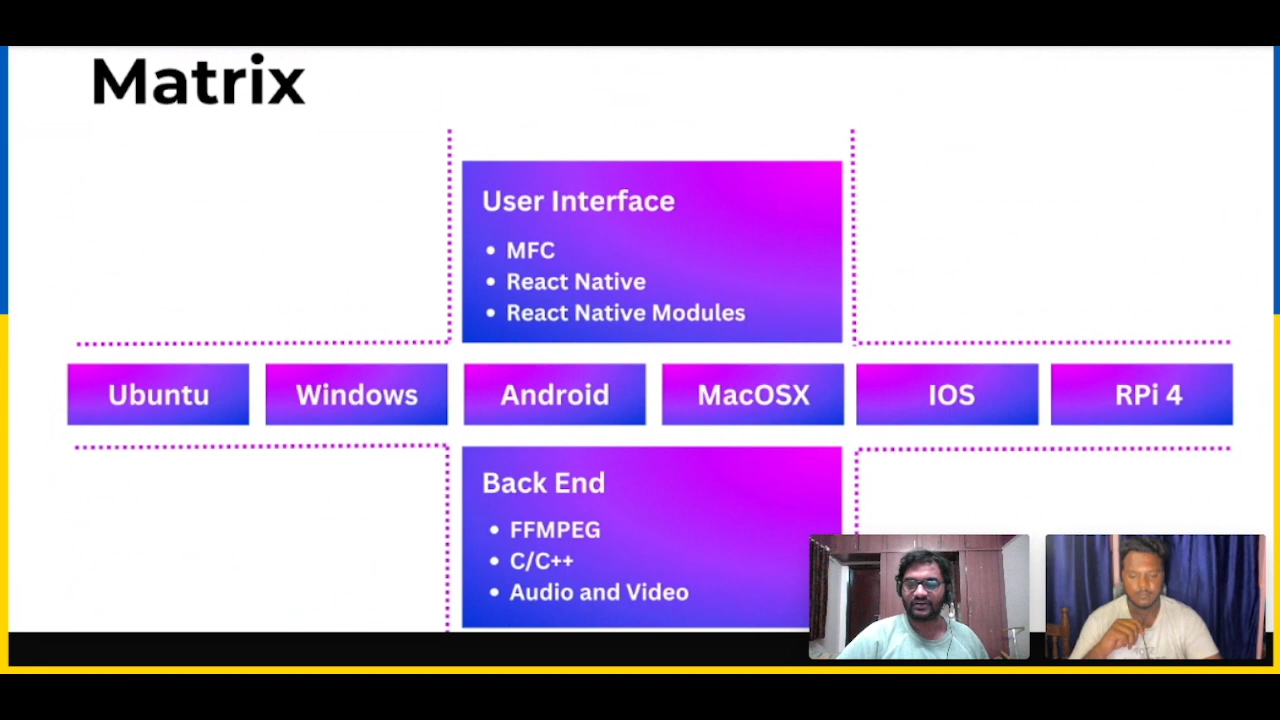 Matrix
User Interface
• MFC
• React Native
• React Native Modules
Ubuntu
Windows
Android
MacOSX
IOS
RPi 4
Back End
• FFMPEG
• C/C++
• Audio and Video